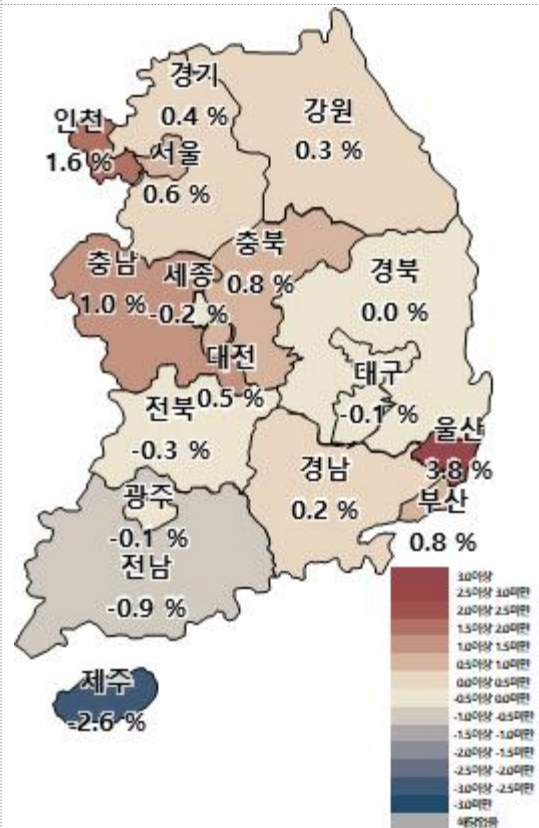 경기
0.4 %
강원
0.3 %
인천
1.6 %
서울
0.6 %
충북
0.8 %
충남
1.0 %
세종
-0.2 %
경북
0.0 %
대전
0.5 %
대구
-0.1 %
전북
-0.3 %
울산
3.8 %
경남
0.2 %
부산
0.8 %
광주
-0.1 %
전남
-0.9 %
제주
-2.6 %
3.0이상
2.5이상 3.0미만
2.0이상 2.5미만
1.5이상 2.0미만
1.0이상 1.5미만
0.5이상 1.0미만
0.0이상 0.5미만
-0.5이상 0.0미만
-1.0이상 -0.5미만
-1.5이상 -1.0미만
-2.0이상 -1.5미만
-2.5이상 -2.0미만
-3.0이상 -2.5미만
-3.0미만
해당없음